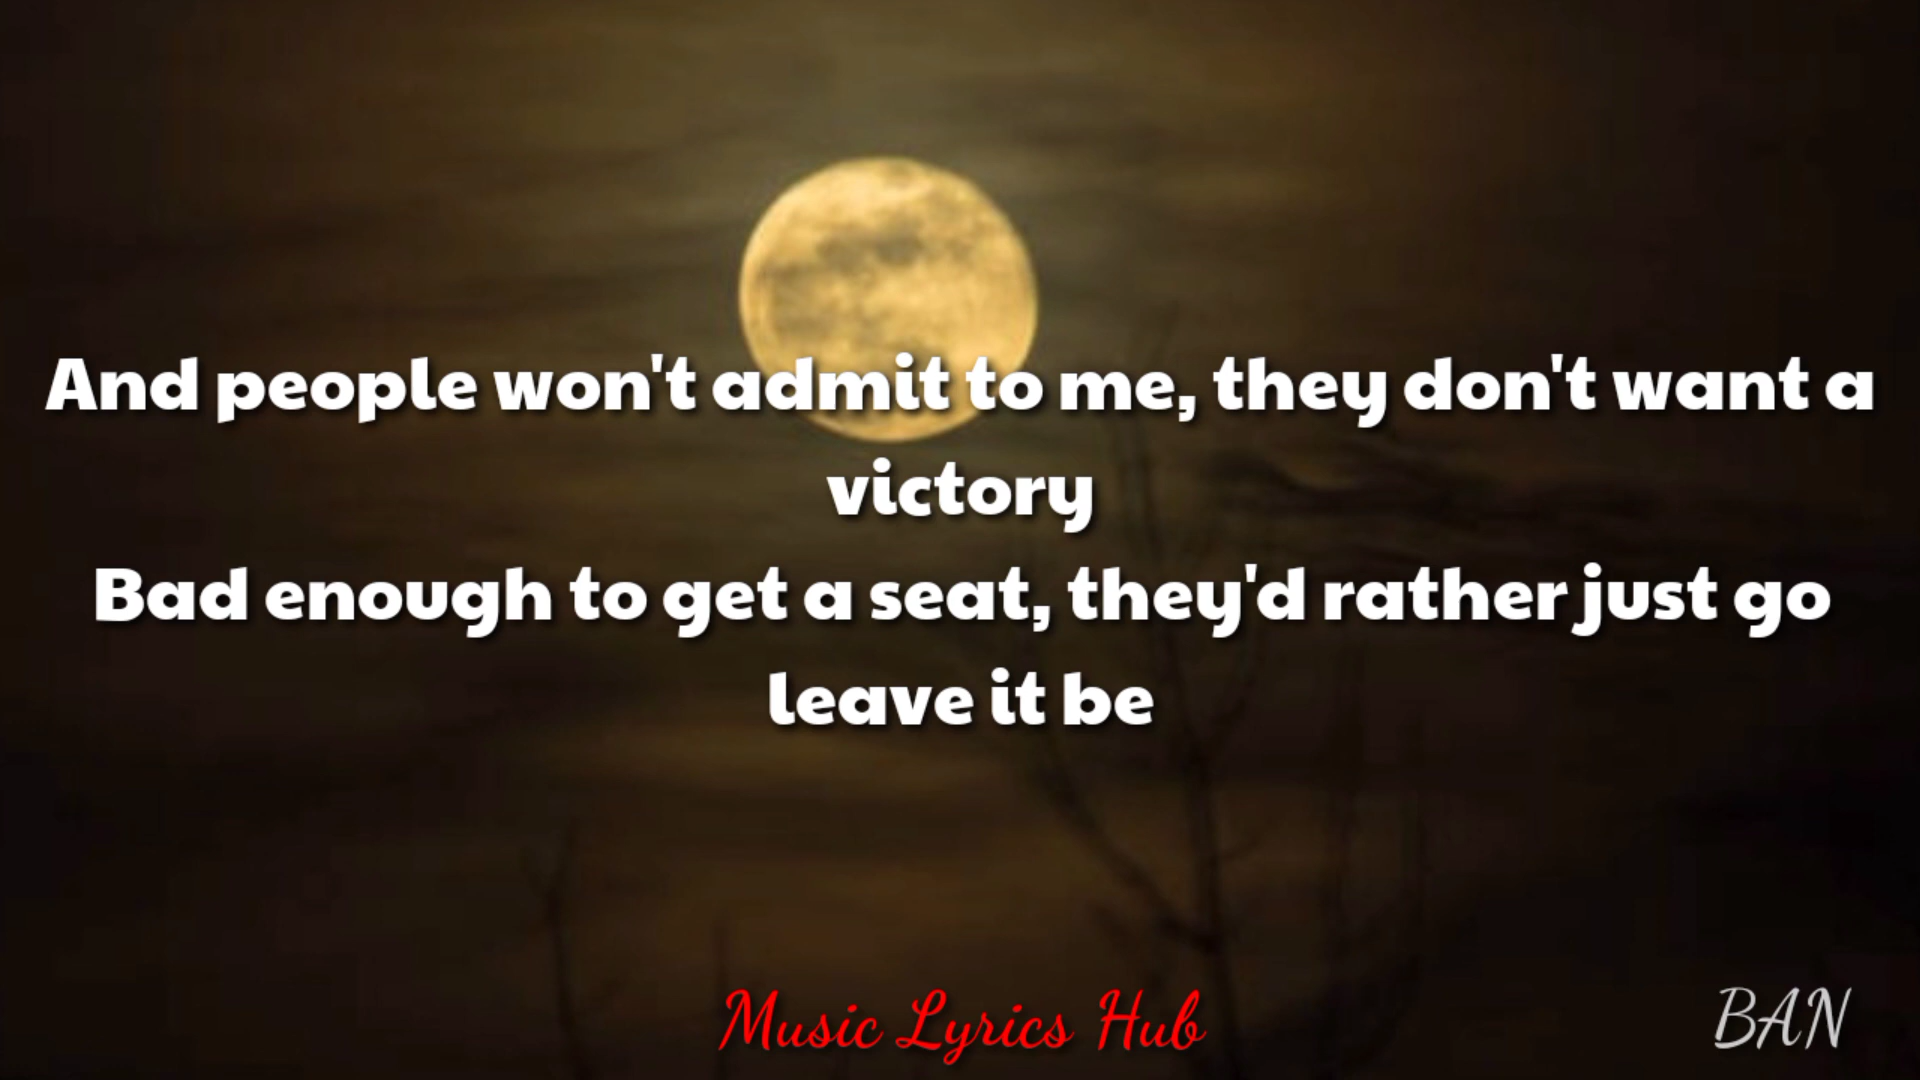 And people won't admit to me, they don't want a
victory
Bad enough to get a seat, they'd rather just go
leave it be
Music Lyrics Hub
BAN